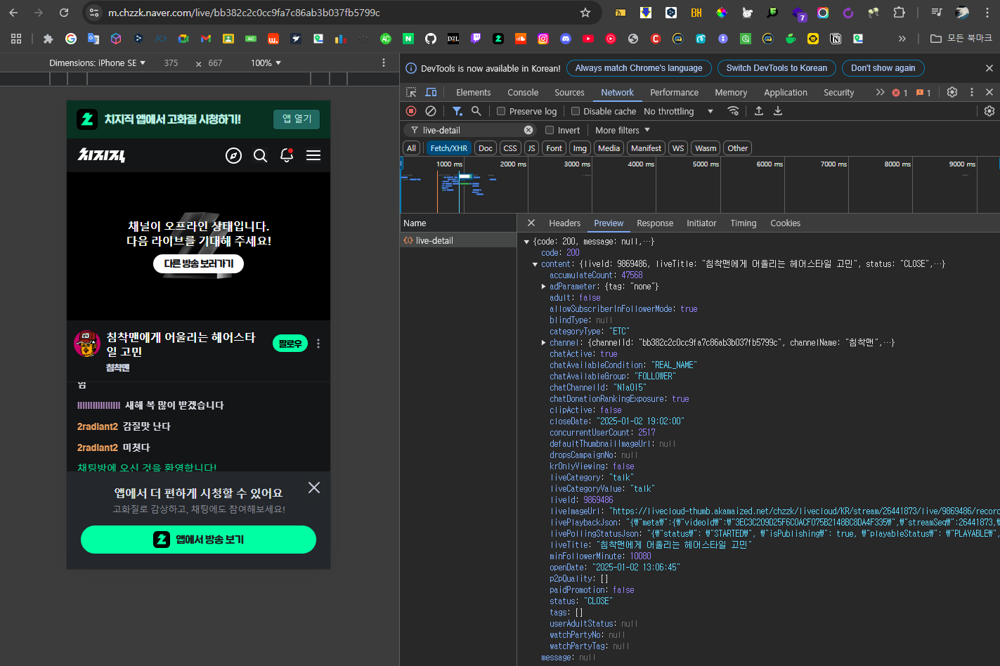 m.chzzk.naver.com/live/bb382c2c0cc9fa7c86ab3b037fb5799c
BH
7
AC
w.
D2L
N
모든 북마크
Dimensions: iPhone SE
375
×
667
100%
DevTools is now available in Korean!
Always match Chrome's language
Switch DevTools to Korean
Don't show again
Elements
Console
Sources
Network
Performance
Memory
Application
Security
1
1
Preserve log
Disable cache
No throttling
live-detail
Invert
More filters
All
Fetch/XHR
Doc
CSS
JS
Font
Img
Media
Manifest
WS
Wasm
Other
1000 ms
2000 ms
3000 ms
4000 ms
5000 ms
6000 ms
7000 ms
8000 ms
9000 ms
치지직 앱에서 고화질 시청하기!
앱 열기
치지직
채널이 오프라인 상태입니다.
다음 라이브를 기대해 주세요!
다른 방송 보러가기
침착맨에게 어울리는 헤어스타
일 고민
침착맨
팔로우
임
llllllllllllllll 새해 복 많이 받겠습니다
2radiant2 감질맛 난다
2radiant2 미쳣다
채팅방에 오신 것을 환영합니다!
앱에서 더 편하게 시청할 수 있어요
고화질로 감상하고, 채팅에도 참여해보세요!
앱에서 방송 보기
Name
live-detail
Headers
Preview
Response
Initiator
Timing
Cookies
{code: 200, message: null,…}
code: 200
content: {liveId: 9869486, liveTitle: "침착맨에게 어울리는 헤어스타일 고민", status: "CLOSE",…}
accumulateCount: 47568
adParameter: {tag: "none"}
adult: false
allowSubscriberInFollowerMode: true
blindType: null
categoryType: "ETC"
channel: {channelId: "bb382c2c0cc9fa7c86ab3b037fb5799c", channelName: "침착맨",…}
chatActive: true
chatAvailableCondition: "REAL_NAME"
chatAvailableGroup: "FOLLOWER"
chatChannelId: "N1a0I5"
chatDonationRankingExposure: true
clipActive: false
closeDate: "2025-01-02 19:02:00"
concurrentUserCount: 2517
defaultThumbnailImageUrl: null
dropsCampaignNo: null
krOnlyViewing: false
liveCategory: "talk"
liveCategoryValue: "talk"
liveId: 9869486
liveImageUrl: "https://livecloud-thumb.akamaized.net/chzzk/livecloud/KR/stream/26441873/live/9869486/recor
livePlaybackJson: "{₩"meta₩":{₩"videoId₩":₩"3EC3C209D25F6C0ACF075B2148BC8DA4F335₩",₩"streamSeq₩":26441873,₩
livePollingStatusJson: "{₩"status₩": ₩"STARTED₩", ₩"isPublishing₩": true, ₩"playableStatus₩": ₩"PLAYABLE₩",
liveTitle: "침착맨에게 어울리는 헤어스타일 고민"
minFollowerMinute: 10080
openDate: "2025-01-02 13:06:45"
p2pQuality: []
paidPromotion: false
status: "CLOSE"
tags: []
userAdultStatus: null
watchPartyNo: null
watchPartyTag: null
message: null